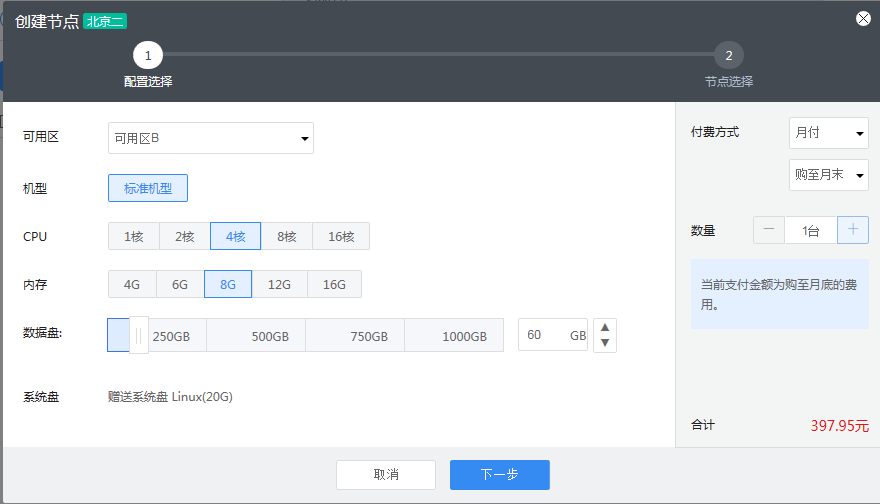 创建节点 北京二
1 2
配置选择 节点选择
可用区 可用区B
付费方式 月付
购至月末
机型 标准机型
CPU 1核 2核 4核 8核 16核
数量 1台
内存 4G 6G 8G 12G 16G
当前支付金额为购至月底的费
用。
数据盘: 250GB 500GB 750GB 1000GB 60 GB
系统盘 赠送系统盘 Linux(20G)
合计 397.95元
取消 下一步